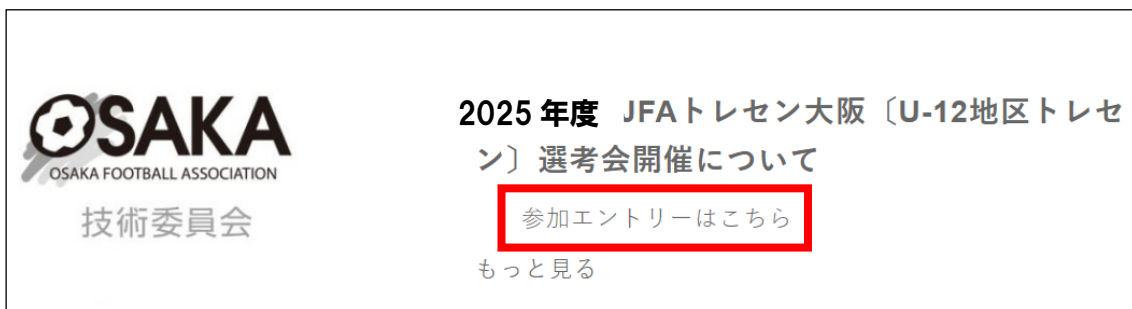 OSAKA
OSAKA FOOTBALL ASSOCIATION
技術委員会
2025 年度 JFAトレセン大阪〔U-12地区トレセ
ン〕選考会開催について
参加エントリーはこちら
もっと見る